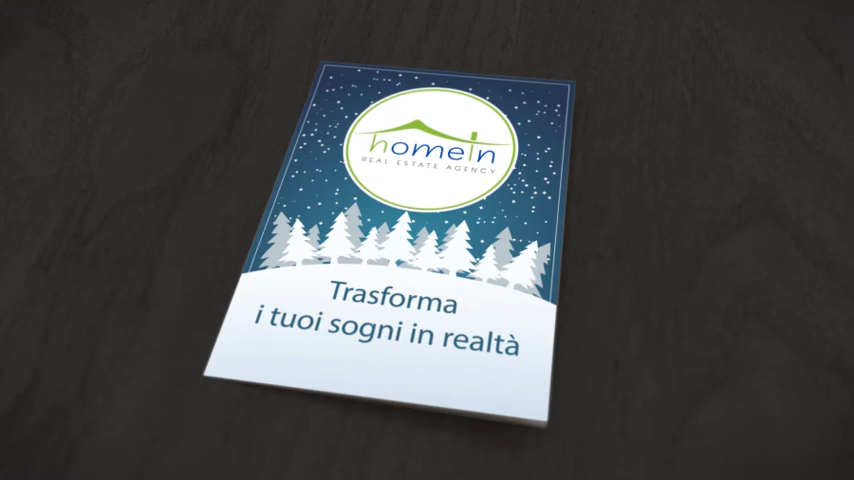 homeIn
REAL ESTATE AGENCY
Trasforma
i tuoi sogni in realtà